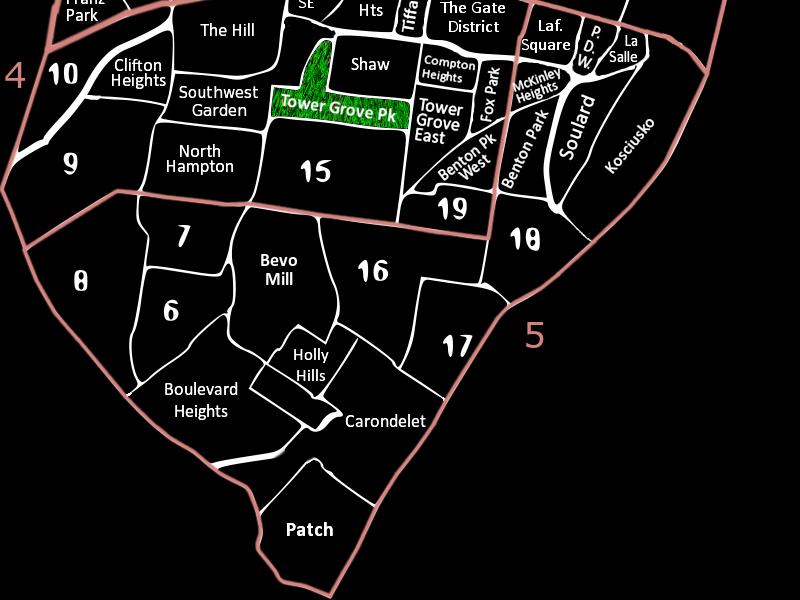 Park
SE
Hts
Tiffa
The Gate
District
The Hill
Laf.
Square
P.
D.
W.
La
Salle
4
10
Clifton
Heights
Shaw
Compton
Heights
Fox Park
McKinley
Heights
Southwest
Garden
Tower Grove Pk
Tower
Grove
East
Benton Pk
West
Benton Park
Soulard
Kosciusko
9
North
Hampton
15
19
18
7
Bevo
Mill
16
8
6
17
5
Holly
Hills
Boulevard
Heights
Carondelet
Patch